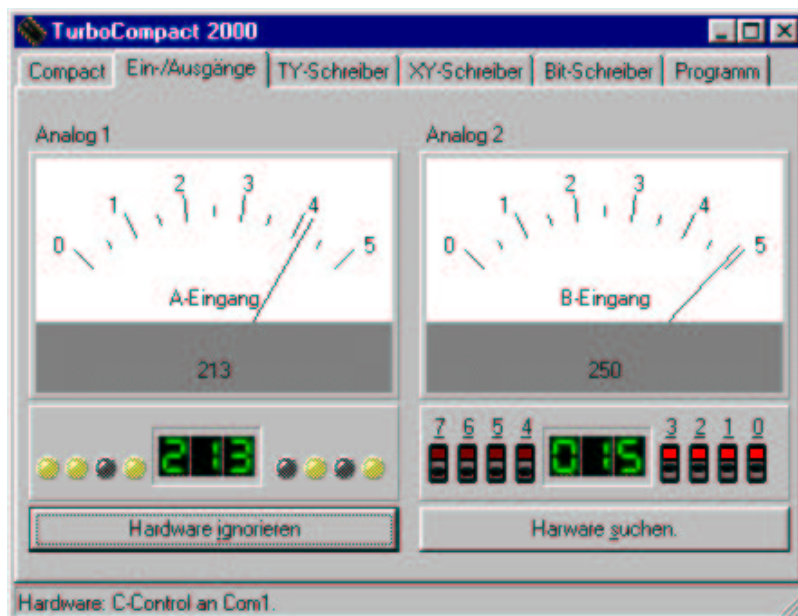 TurboCompact 2000
Compact Ein-/Ausgänge TY-Schreiber XY-Schreiber Bit-Schreiber Programm
Analog 1
0 1 2 3 4 5
A-Eingang
213
213
Hardware ignorieren
Analog 2
0 1 2 3 4 5
B-Eingang
250
7 6 5 4 3 2 1 0
015
Harware suchen.
Hardware: C-Control an Com1.